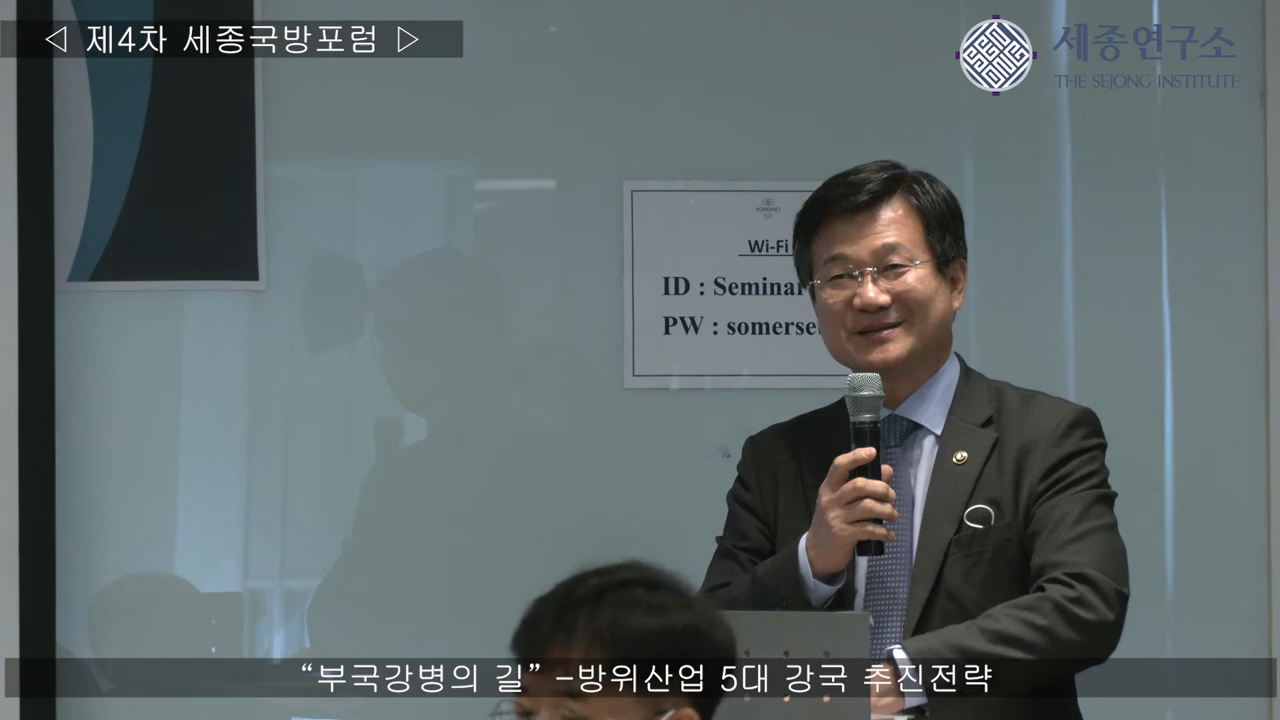 ◁ 제4차 세종국방포럼 ▷
세종연구소
THE SEJONG INSTITUTE
SOMERSET
Wi-Fi
ID : Seminar
PW : somerse
“부국강병의 길” -방위산업 5대 강국 추진전략